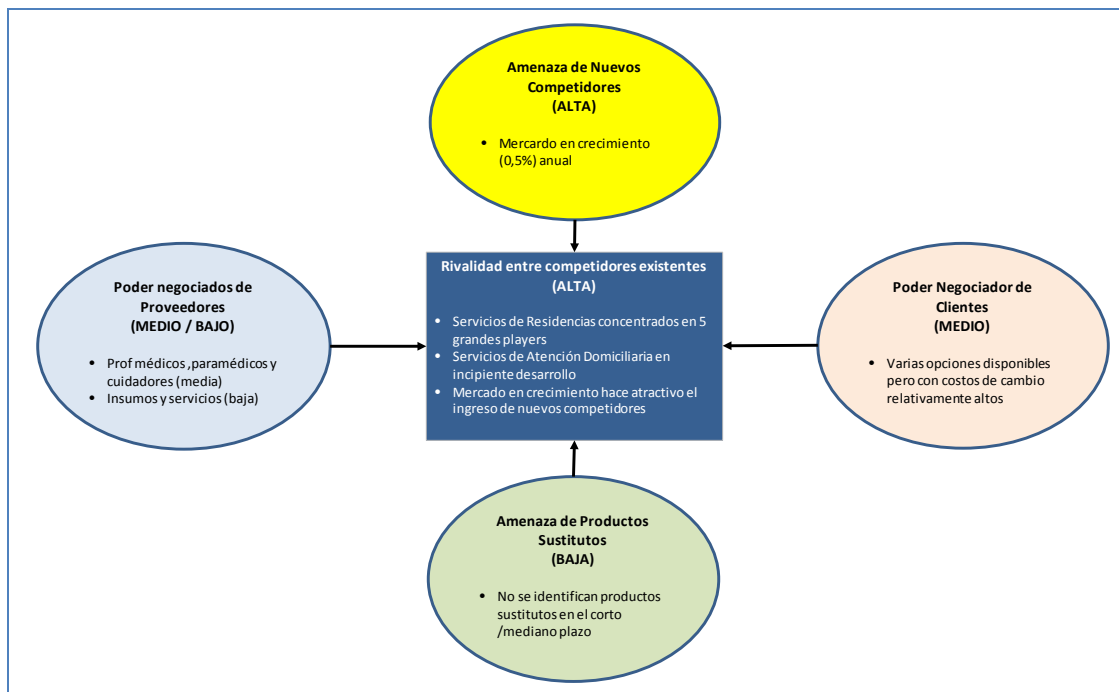 Amenaza de Nuevos
Competidores
(ALTA)
• Mercardo en crecimiento
(0,5%) anual
Poder negociados de
Proveedores
(MEDIO / BAJO)
• Prof médicos ,paramédicos y
cuidadores (media)
• Insumos y servicios (baja)
Rivalidad entre competidores existentes
(ALTA)
• Servicios de Residencias concentrados en 5
grandes players
• Servicios de Atención Domiciliaria en
incipiente desarrollo
• Mercado en crecimiento hace atractivo el
ingreso de nuevos competidores
Poder Negociador de
Clientes
(MEDIO)
• Varias opciones disponibles
pero con costos de cambio
relativamente altos
Amenaza de Productos
Sustitutos
(BAJA)
• No se identifican productos
sustitutos en el corto
/mediano plazo